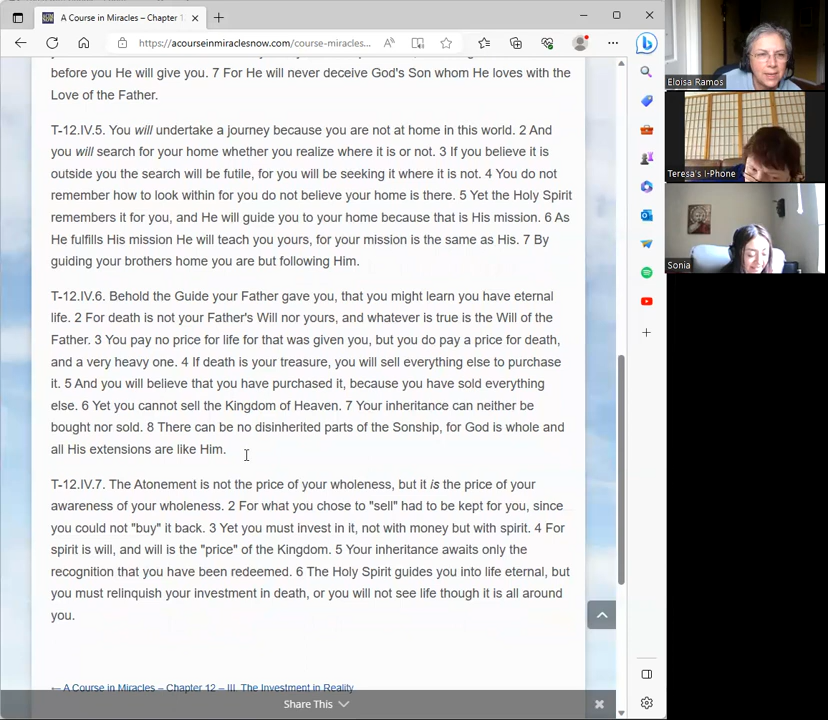 A Course in Miracles – Chapter 1
https://acourseinmiraclesnow.com/course-miracles...
before you He will give you. 7 For He will never deceive God's Son whom He loves with the
Love of the Father.
T-12.IV.5. You will undertake a journey because you are not at home in this world. 2 And
you will search for your home whether you realize where it is or not. 3 If you believe it is
outside you the search will be futile, for you will be seeking it where it is not. 4 You do not
remember how to look within for you do not believe your home is there. 5 Yet the Holy Spirit
remembers it for you, and He will guide you to your home because that is His mission. 6 As
He fulfills His mission He will teach you yours, for your mission is the same as His. 7 By
guiding your brothers home you are but following Him.
T-12.IV.6. Behold the Guide your Father gave you, that you might learn you have eternal
life. 2 For death is not your Father's Will nor yours, and whatever is true is the Will of the
Father. 3 You pay no price for life for that was given you, but you do pay a price for death,
and a very heavy one. 4 If death is your treasure, you will sell everything else to purchase
it. 5 And you will believe that you have purchased it, because you have sold everything
else. 6 Yet you cannot sell the Kingdom of Heaven. 7 Your inheritance can neither be
bought nor sold. 8 There can be no disinherited parts of the Sonship, for God is whole and
all His extensions are like Him.
T-12.IV.7. The Atonement is not the price of your wholeness, but it is the price of your
awareness of your wholeness. 2 For what you chose to "sell" had to be kept for you, since
you could not "buy" it back. 3 Yet you must invest in it, not with money but with spirit. 4 For
spirit is will, and will is the "price" of the Kingdom. 5 Your inheritance awaits only the
recognition that you have been redeemed. 6 The Holy Spirit guides you into life eternal, but
you must relinquish your investment in death, or you will not see life though it is all around
you.
← A Course in Miracles – Chapter 12 – III. The Investment in Reality
Share This
Eloisa Ramos
Teresa's I-Phone
Sonia